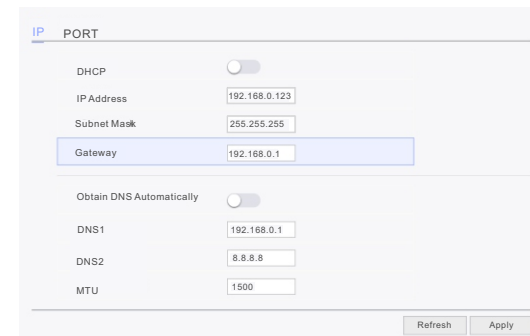 IP PORT
DHCP
IP Address 192.168.0.123
Subnet Mask 255.255.255
Gateway 192.168.0.1
Obtain DNS Automatically
DNS1 192.168.0.1
DNS2 8.8.8.8
MTU 1500
Refresh Apply